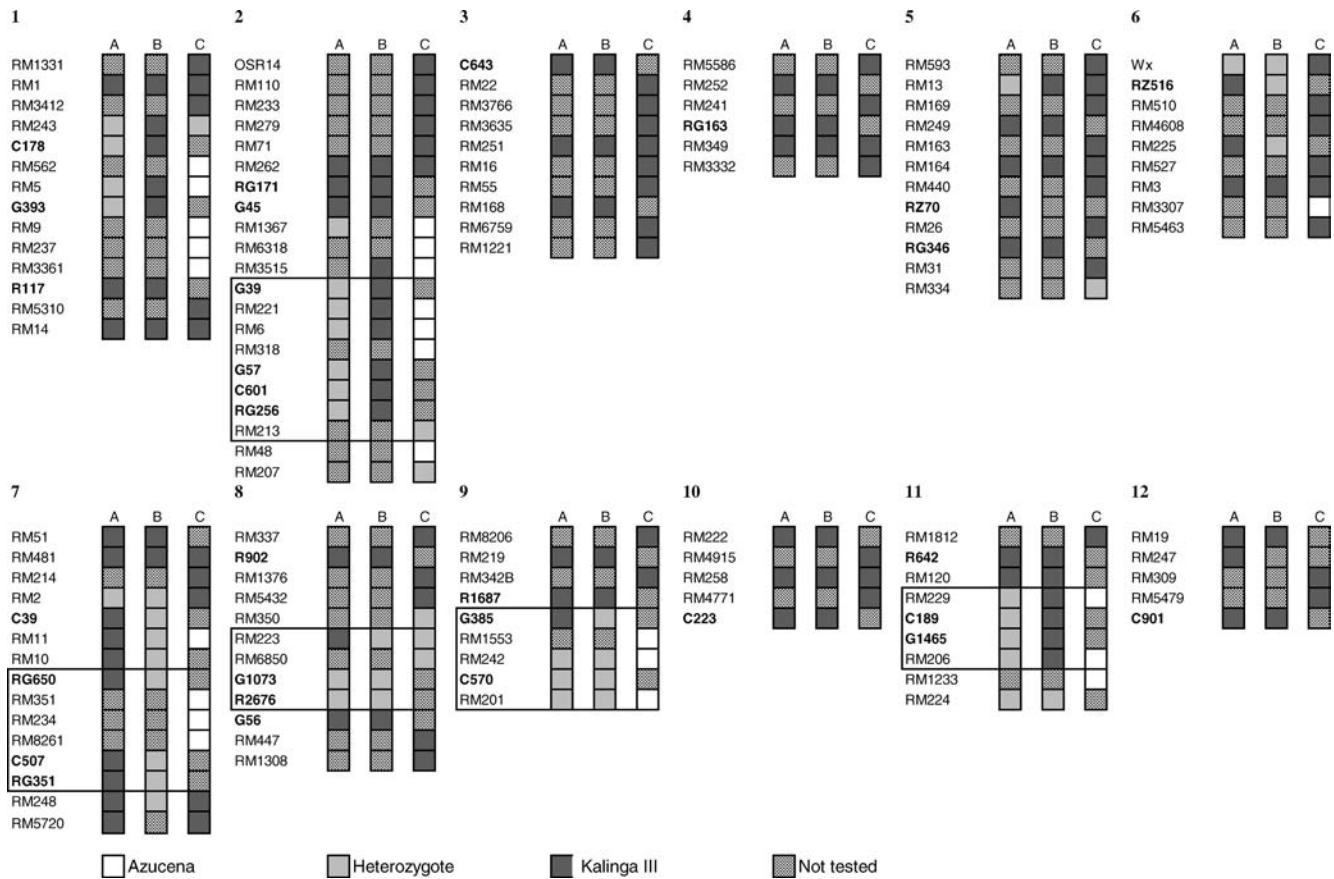 1
A B C
RM1331
RM1
RM3412
RM243
C178
RM562
RM5
G393
RM9
RM237
RM3361
R117
RM5310
RM14
2
A B C
OSR14
RM110
RM233
RM279
RM71
RM262
RG171
G45
RM1367
RM6318
RM3515
G39
RM221
RM6
RM318
G57
C601
RG256
RM213
RM48
RM207
3
A B C
C643
RM22
RM3766
RM3635
RM251
RM16
RM55
RM168
RM6759
RM1221
4
A B C
RM5586
RM252
RM241
RG163
RM349
RM3332
5
A B C
RM593
RM13
RM169
RM249
RM163
RM164
RM440
RZ70
RM26
RG346
RM31
RM334
6
A B C
Wx
RZ516
RM510
RM4608
RM225
RM527
RM3
RM3307
RM5463
7
A B C
RM51
RM481
RM214
RM2
C39
RM11
RM10
RG650
RM351
RM234
RM8261
C507
RG351
RM248
RM5720
8
A B C
RM337
R902
RM1376
RM5432
RM350
RM223
RM6850
G1073
R2676
G56
RM447
RM1308
9
A B C
RM8206
RM219
RM342B
R1687
G385
RM1553
RM242
C570
RM201
10
A B C
RM222
RM4915
RM258
RM4771
C223
11
A B C
RM1812
R642
RM120
RM229
C189
G1465
RM206
RM1233
RM224
12
A B C
RM19
RM247
RM309
RM5479
C901
Azucena Heterozygote Kalinga III Not tested